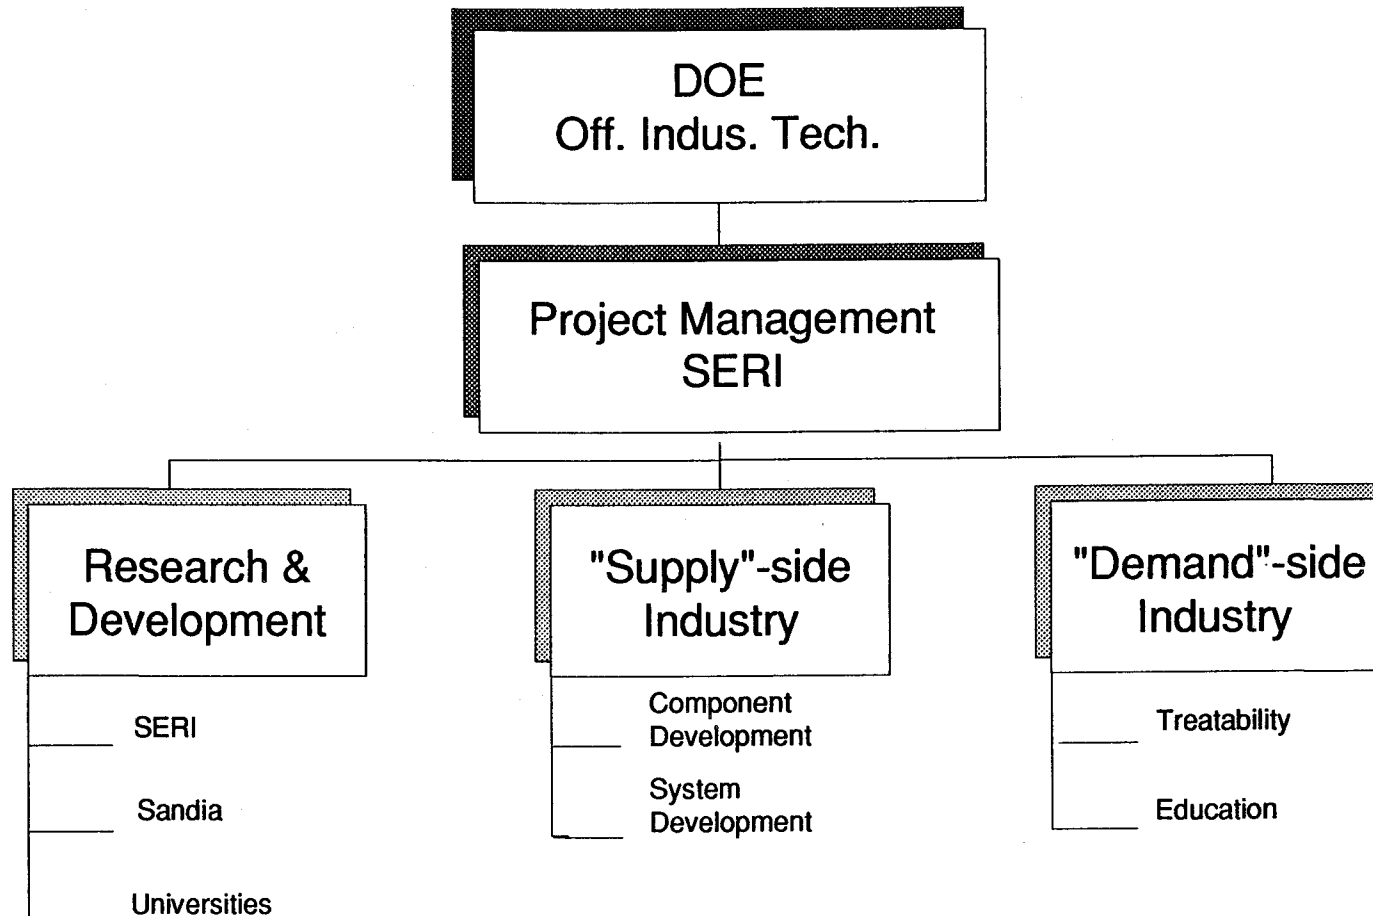 DOE
Off. Indus. Tech.
Project Management
SERI
Research &
Development
SERI
Sandia
Universities
"Supply"-side
Industry
Component
Development
System
Development
"Demand"-side
Industry
Treatability
Education